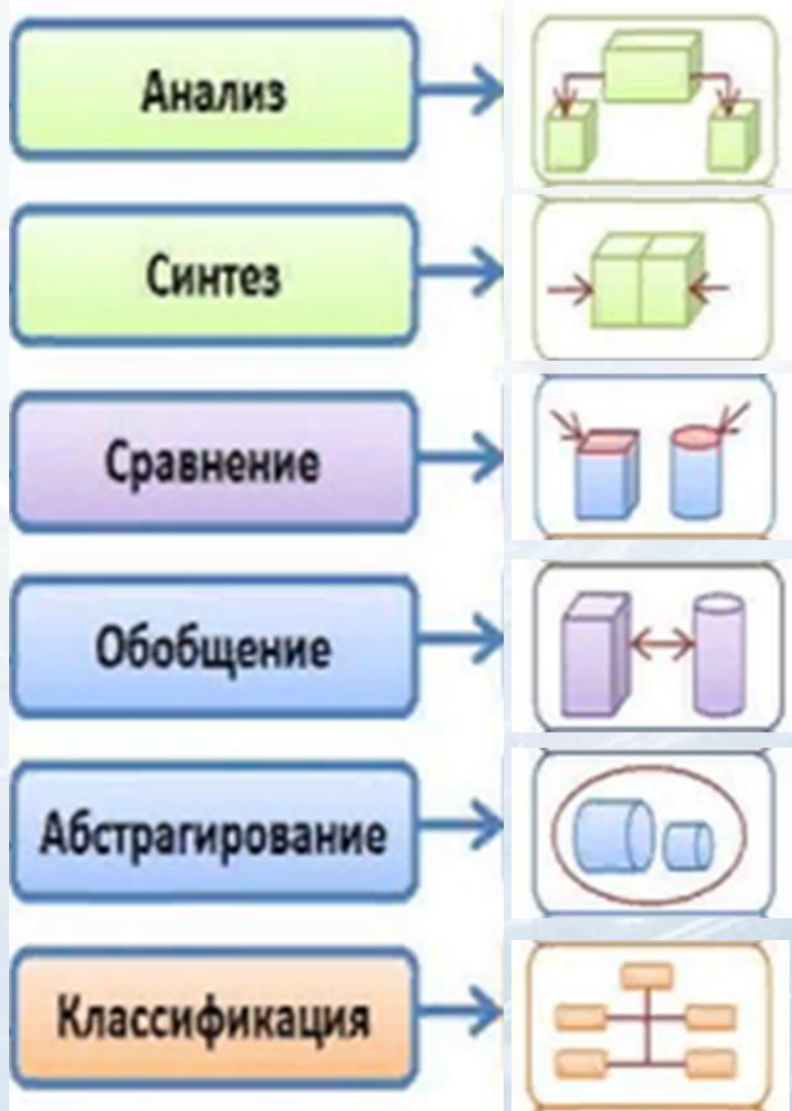 Анализ
Синтез
Сравнение
Обобщение
Абстрагирование
Классификация